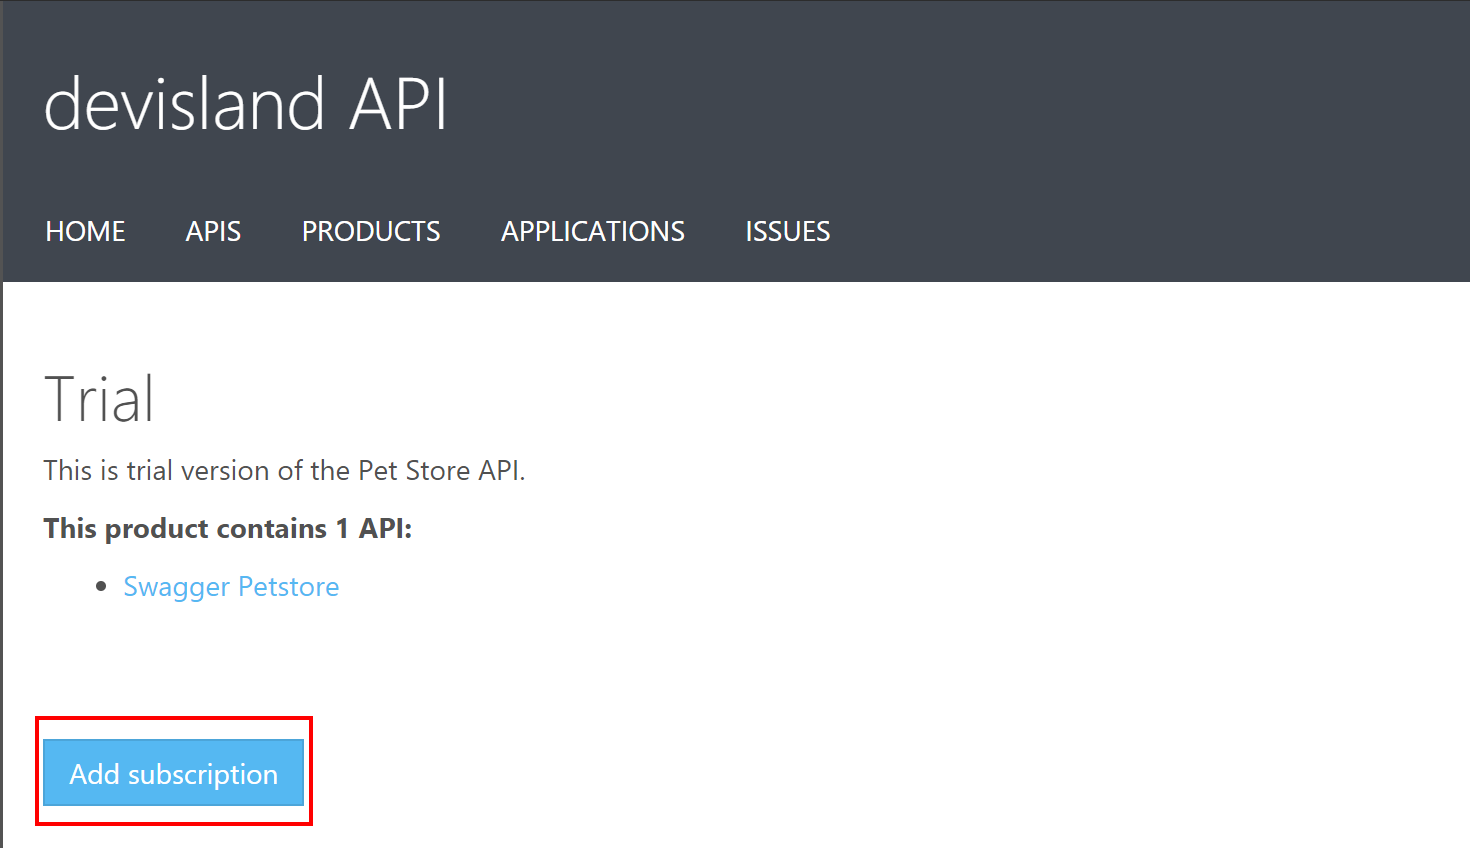 devisland API
HOME APIS PRODUCTS APPLICATIONS ISSUES
Trial
This is trial version of the Pet Store API.
This product contains 1 API:
• Swagger Petstore
Add subscription